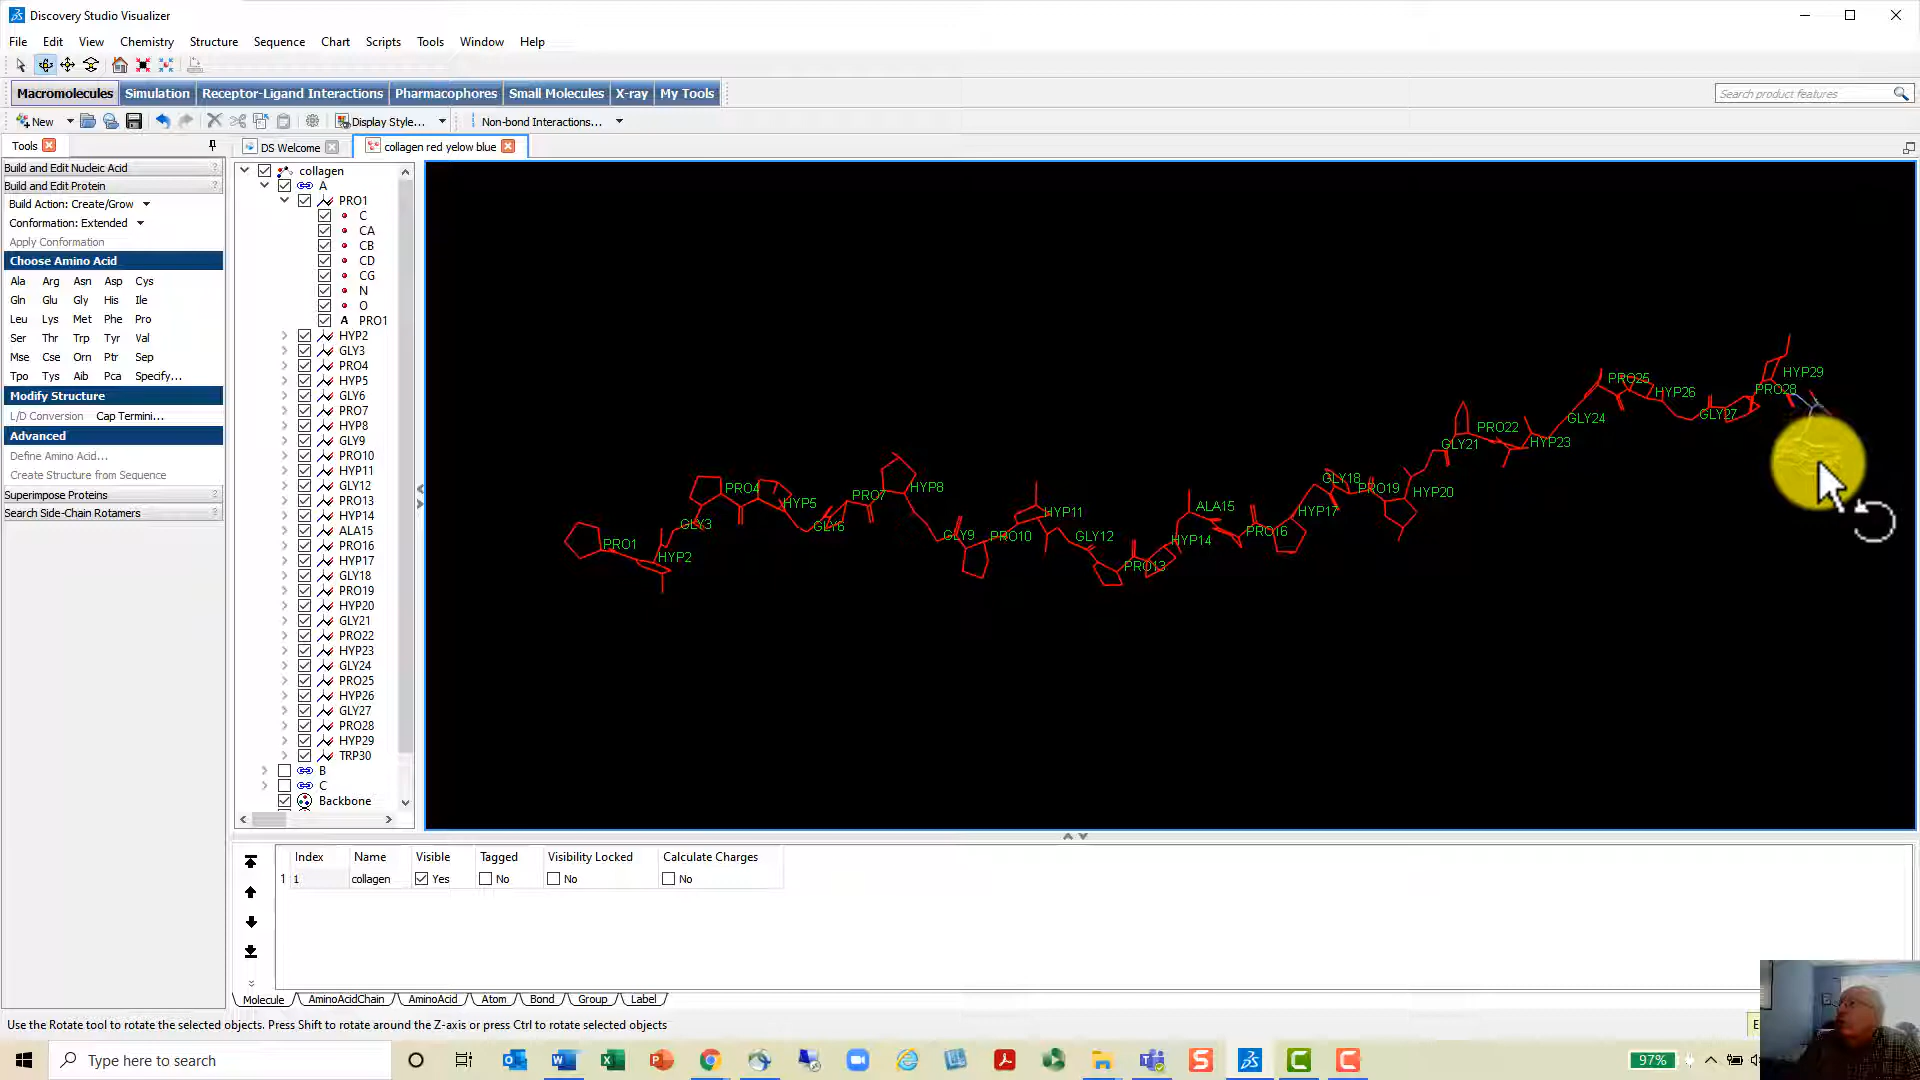 Discovery Studio Visualizer
File Edit View Chemistry Structure Sequence Chart Scripts Tools Window Help
Macromolecules Simulation Receptor-Ligand Interactions Pharmacophores Small Molecules X-ray My Tools Search product features
New Display Style... Non-bond Interactions...
Tools DS Welcome collagen red yelow blue
Build and Edit Nucleic Acid ?
Build and Edit Protein ?
Build Action: Create/Grow
Conformation: Extended
Apply Conformation
Choose Amino Acid
Ala Arg Asn Asp Cys
Gln Glu Gly His Ile
Leu Lys Met Phe Pro
Ser Thr Trp Tyr Val
Mse Cse Orn Ptr Sep
Tpo Tys Aib Pca Specify...
Modify Structure
L/D Conversion Cap Termini...
Advanced
Define Amino Acid...
Create Structure from Sequence
Superimpose Proteins ?
Search Side-Chain Rotamers ?
collagen
A
PRO1
C
CA
CB
CD
CG
N
O
A PRO1
HYP2
GLY3
PRO4
HYP5
GLY6
PRO7
HYP8
GLY9
PRO10
HYP11
GLY12
PRO13
HYP14
ALA15
PRO16
HYP17
GLY18
PRO19
HYP20
GLY21
PRO22
HYP23
GLY24
PRO25
HYP26
GLY27
PRO28
HYP29
TRP30
B
C
Backbone
PRO1 HYP2 GLY3 PRO4 HYP5 GLY6 PRO7 HYP8 GLY9 PRO10 HYP11 GLY12 PRO13 HYP14 ALA15 PRO16 HYP17 GLY18 PRO19 HYP20 GLY21 PRO22 HYP23 GLY24 PRO25 HYP26 GLY27 PRO28 HYP29
Index Name Visible Tagged Visibility Locked Calculate Charges
1 1 collagen Yes No No No
Molecule AminoAcidChain AminoAcid Atom Bond Group Label
Use the Rotate tool to rotate the selected objects. Press Shift to rotate around the Z-axis or press Ctrl to rotate selected objects
Type here to search
97%